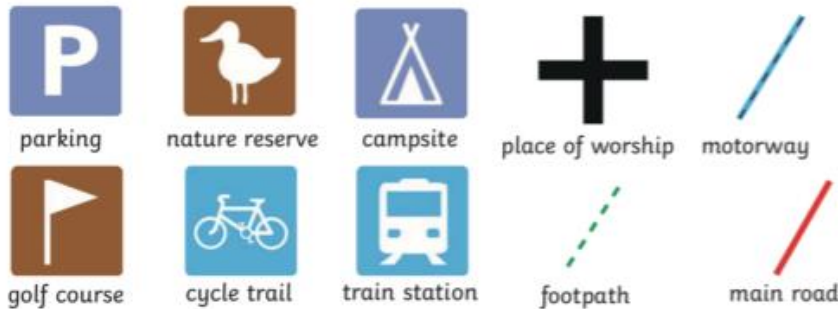 P
parking
nature reserve
campsite
place of worship
motorway
golf course
cycle trail
train station
footpath
main road